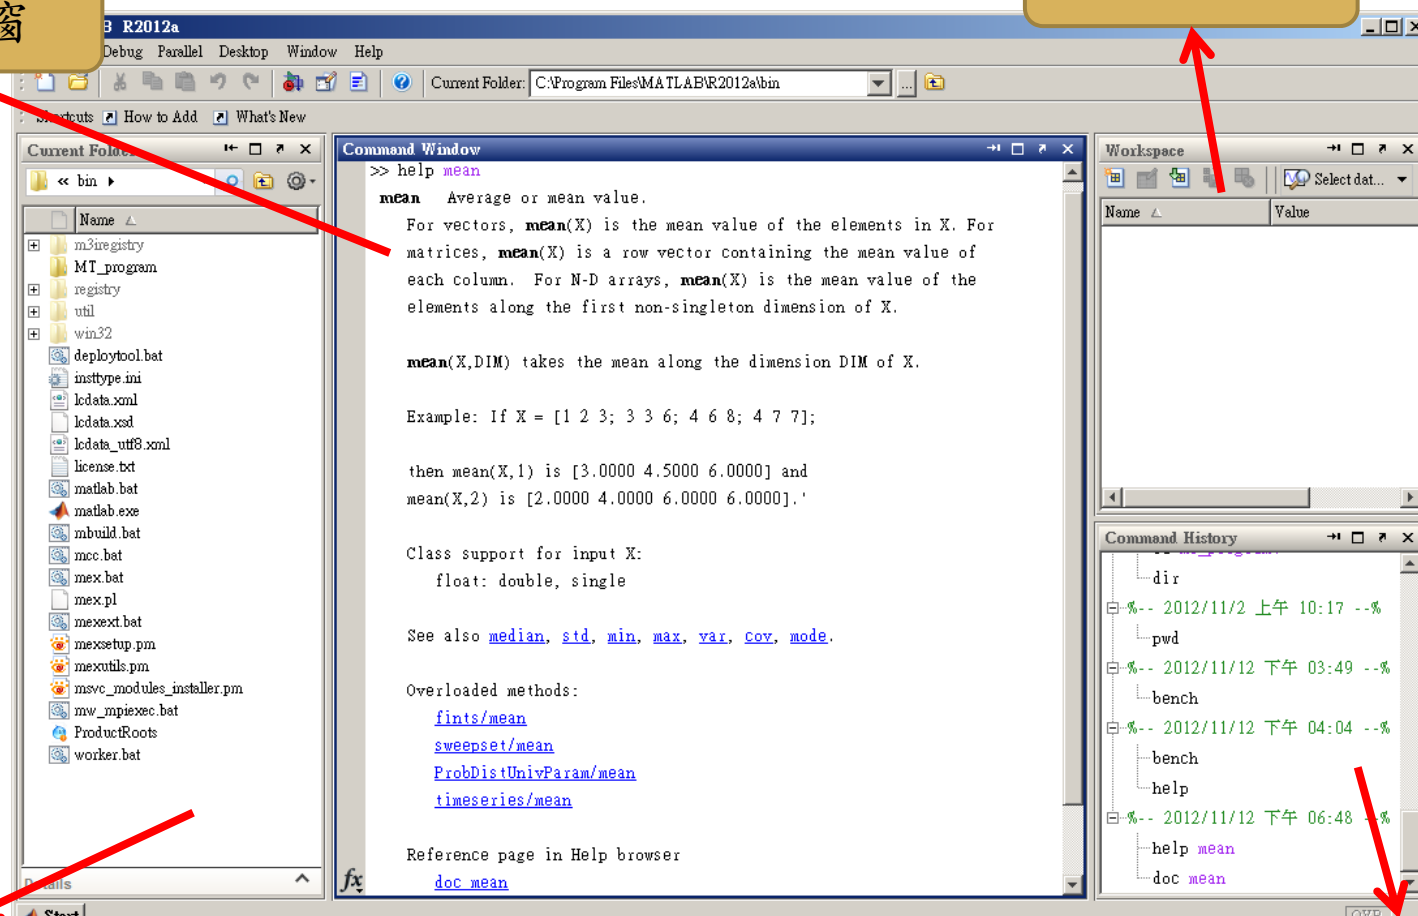 窗
B R2012a
Debug Parallel Desktop Window Help
Current Folder: C:\Program Files\MATLAB\R2012a\bin
Shortcuts How to Add What's New
Current Folder
« bin
Name
m3iregistry
MT_program
registry
util
win32
deploytool.bat
insttype.ini
lcdata.xml
lcdata.xsd
lcdata_utf8.xml
license.txt
matlab.bat
matlab.exe
mbuild.bat
mcc.bat
mex.bat
mex.pl
mexext.bat
mexsetup.pm
mexutils.pm
msvc_modules_installer.pm
mw_mpiexec.bat
ProductRoots
worker.bat
Details
Start
Command Window
>> help mean
mean Average or mean value.
For vectors, mean(X) is the mean value of the elements in X. For
matrices, mean(X) is a row vector containing the mean value of
each column. For N-D arrays, mean(X) is the mean value of the
elements along the first non-singleton dimension of X.
mean(X,DIM) takes the mean along the dimension DIM of X.
Example: If X = [1 2 3; 3 3 6; 4 6 8; 4 7 7];
then mean(X,1) is [3.0000 4.5000 6.0000] and
mean(X,2) is [2.0000 4.0000 6.0000 6.0000].'
Class support for input X:
float: double, single
See also median, std, min, max, var, cov, mode.
Overloaded methods:
fints/mean
sweepset/mean
ProbDistUnivParam/mean
timeseries/mean
Reference page in Help browser
doc mean
fx
Workspace
Select dat...
Name Value
Command History
dir
%-- 2012/11/2 上午 10:17 --%
pwd
%-- 2012/11/12 下午 03:49 --%
bench
%-- 2012/11/12 下午 04:04 --%
bench
help
%-- 2012/11/12 下午 06:48 --%
help mean
doc mean
OVR